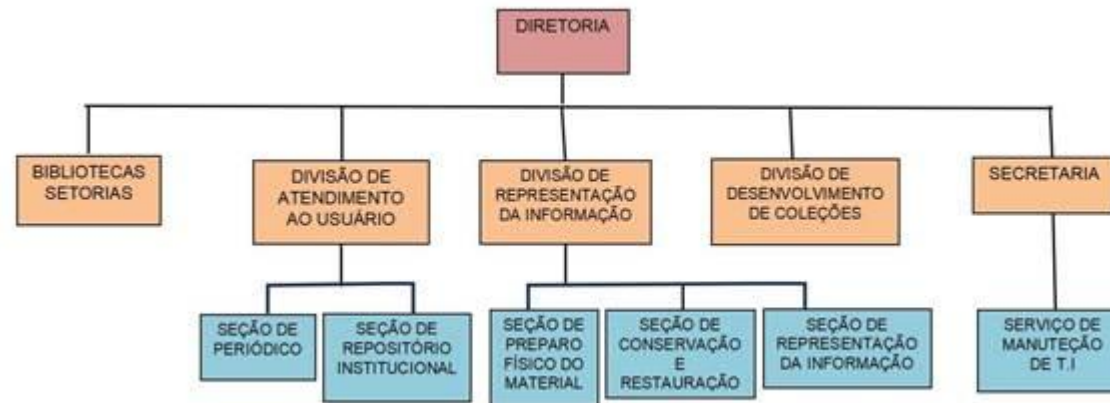 DIRETORIA
BIBLIOTECAS
SETORIAS
DIVISÃO DE
ATENDIMENTO
AO USUÁRIO
DIVISÃO DE
REPRESENTAÇÃO
DA INFORMAÇÃO
DIVISÃO DE
DESENVOLVIMENTO
DE COLEÇÕES
SECRETARIA
SEÇÃO DE
PERIÓDICO
SEÇÃO DE
REPOSITÓRIO
INSTITUCIONAL
SEÇÃO DE
PREPARO
FÍSICO DO
MATERIAL
SEÇÃO DE
CONSERVAÇÃO
E
RESTAURAÇÃO
SEÇÃO DE
REPRESENTAÇÃO
DA INFORMAÇÃO
SERVIÇO DE
MANUTEÇÃO
DE T.I